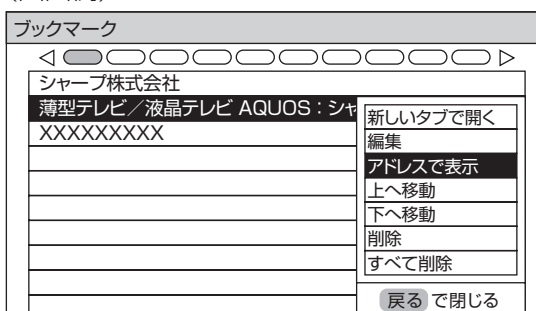 ブックマーク
シャープ株式会社
薄型テレビ／液晶テレビ AQUOS：シャ
XXXXXXXXX
新しいタブで開く
編集
アドレスで表示
上へ移動
下へ移動
削除
すべて削除
戻る で閉じる